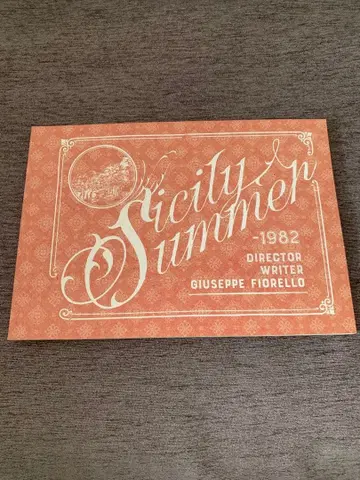 Sicily
Summer
-1982
DIRECTOR
WRITER
GIUSEPPE FIORELLO